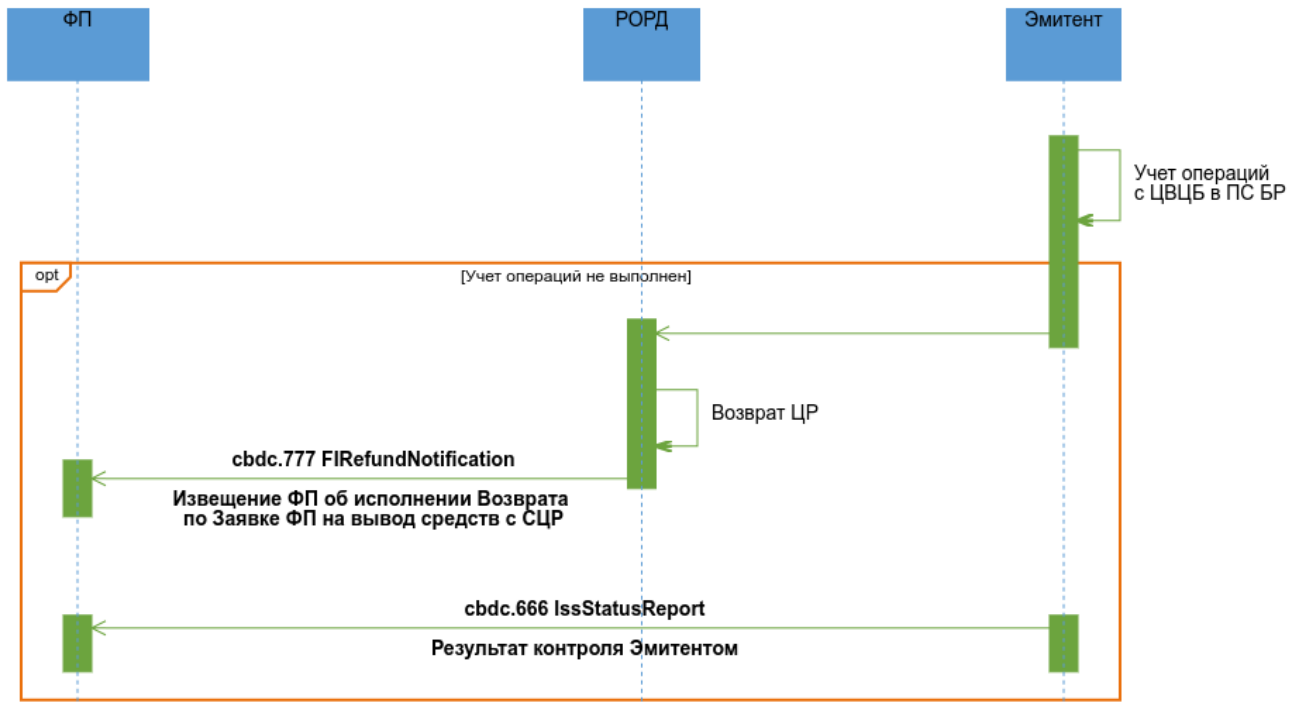 ФП
РОРД
Эмитент
Учет операций
с ЦВЦБ в ПС БР
opt
[Учет операций не выполнен]
Возврат ЦР
cbdc.777 FIRefundNotification
Извещение ФП об исполнении Возврата
по Заявке ФП на вывод средств с СЦР
cbdc.666 IssStatusReport
Результат контроля Эмитентом